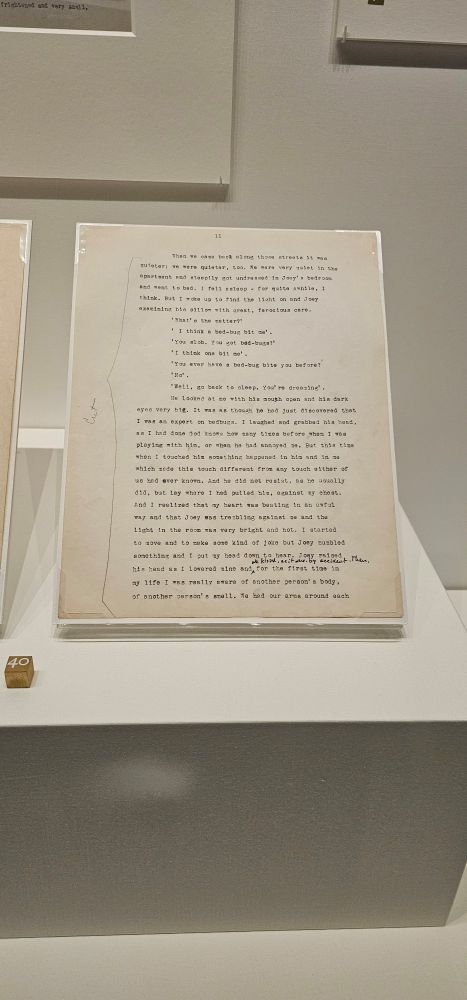 frightened and very small.
11
When we came back along those streets it was
quieter; we were quieter, too. We were very quiet in the
apartment and sleepily got undressed in Joey's bedroom
and went to bed. I fell asleep - for quite awhile, I
think. But I woke up to find the light on and Joey
examining his pillow with great, ferocious care.
'What's the matter?'
' I think a bed-bug bit me'.
'You slob. You got bed-bugs?'
'I think one bit me'.
'You ever have a bed-bug bite you before?'
'No'.
'Well, go back to sleep. You're dreaming'.
He looked at me with his mouth open and his dark
eyes very big. It was as though he had just discovered that
I was an expert on bedbugs. I laughed and grabbed his head,
as I had done God knows how many times before when I was
playing with him, or when he had annoyed me. But this time
when I touched him something happened in him and in me
which made this touch different from any touch either of
us had ever known. And he did not resist, as he usually
did, but lay where I had pulled him, against my chest.
And I realized that my heart was beating in an awful
way and that Joey was trembling against me and the
light in the room was very bright and hot. I started
to move and to make some kind of joke but Joey mumbled
something and I put my head down to hear. Joey raised
we kissed, as it were, by accident. Then,
his head as I lowered mine and for the first time in
my life I was really aware of another person's body,
of another person's smell. We had our arms around each
Cut
40